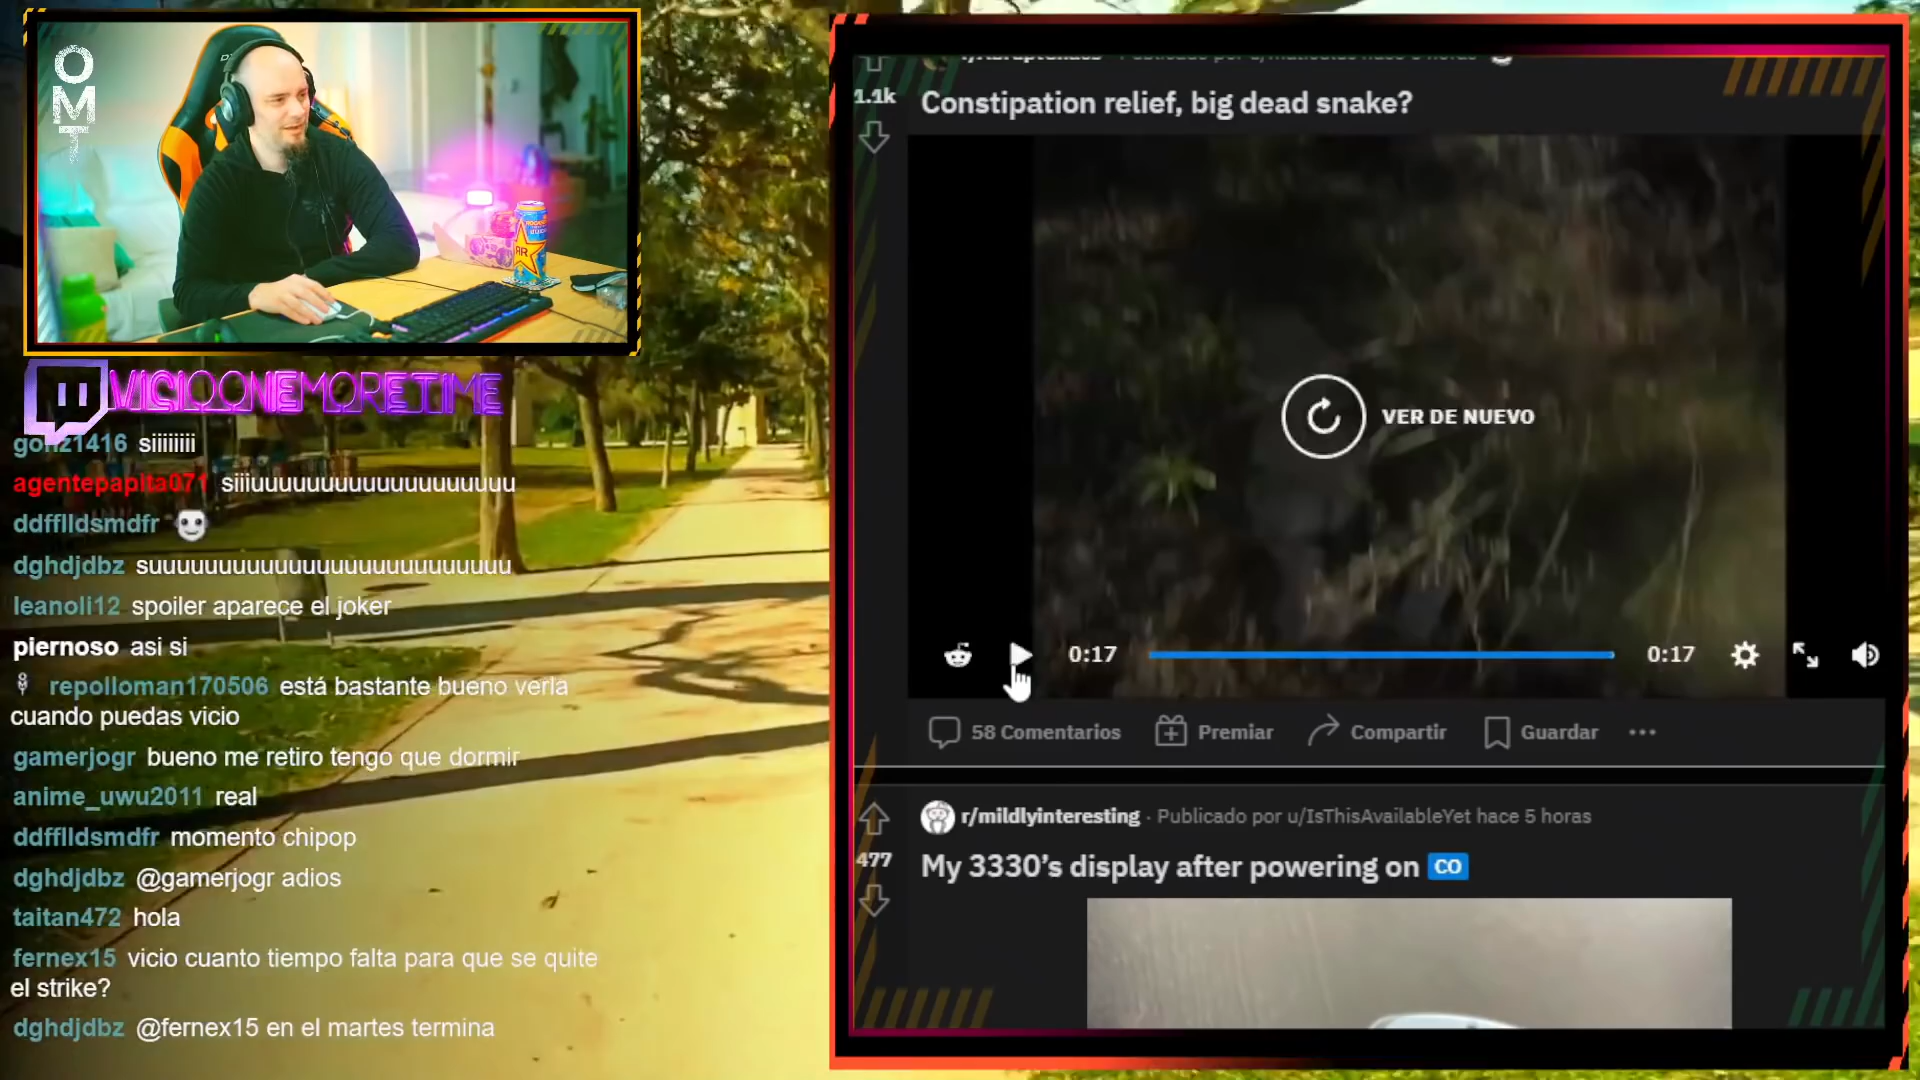 OMT
VICIOONEMORETIME
gonz1416 siiiiiiii
agentepapita071 siiiuuuuuuuuuuuuuuuuuuu
ddfflldsmdfr
dghdjdbz suuuuuuuuuuuuuuuuuuuuuuuuuu
leanoli12 spoiler aparece el joker
piernoso asi si
repolloman170506 está bastante bueno verla
cuando puedas vicio
gamerjogr bueno me retiro tengo que dormir
anime_uwu2011 real
ddfflldsmdfr momento chipop
dghdjdbz @gamerjogr adios
taitan472 hola
fernex15 vicio cuanto tiempo falta para que se quite
el strike?
dghdjdbz @fernex15 en el martes termina
1.1k
Constipation relief, big dead snake?
VER DE NUEVO
0:17
0:17
58 Comentarios
Premiar
Compartir
Guardar
r/mildlyinteresting · Publicado por u/IsThisAvailableYet hace 5 horas
477
My 3330's display after powering on CO